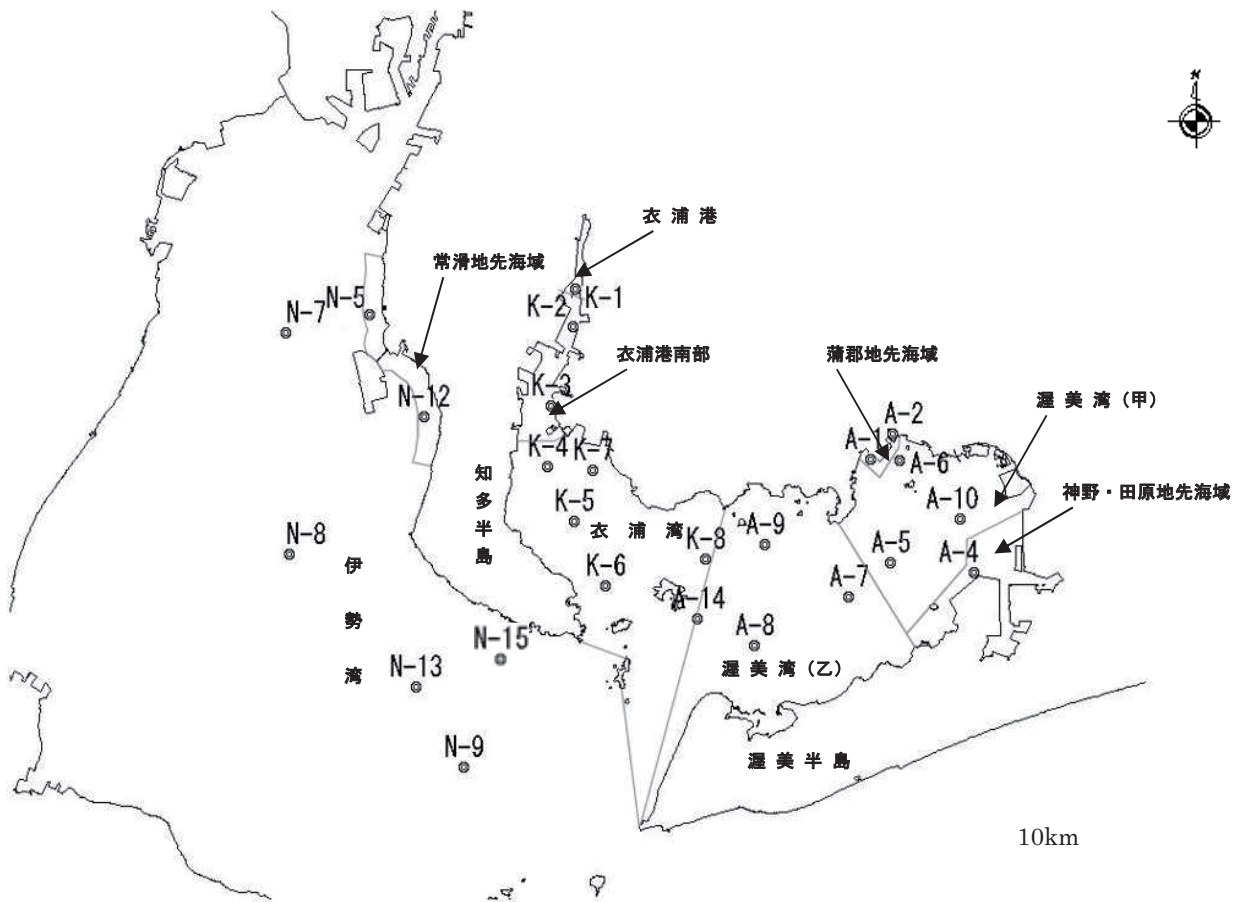 N
衣 浦 港
常滑地先海域
N-7
N-5
K-2
K-1
衣浦港南部
蒲郡地先海域
渥 美 湾 (甲)
K-3
N-12
A-1
A-2
A-6
K-4
K-7
知多半島
神野・田原地先海域
A-10
K-5
衣 浦 湾
N-8
K-8
A-9
A-5
A-4
伊勢湾
K-6
A-7
A-14
A-8
N-15
N-13
渥 美 湾 (乙)
N-9
渥 美 半 島
10km